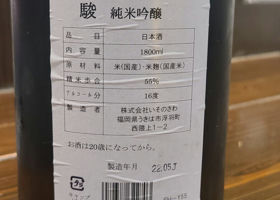 駿 純米吟醸
品目 日本酒
内容量 1800ml
原材料 米(国産)・米麹(国産米)
精米歩合 55%
アルコール分 16度
製造者 株式会社いそのさわ
福岡県うきは市浮羽町
西隈上1-2
お酒は20歳になってから。
製造年月 22.05.
キャップ